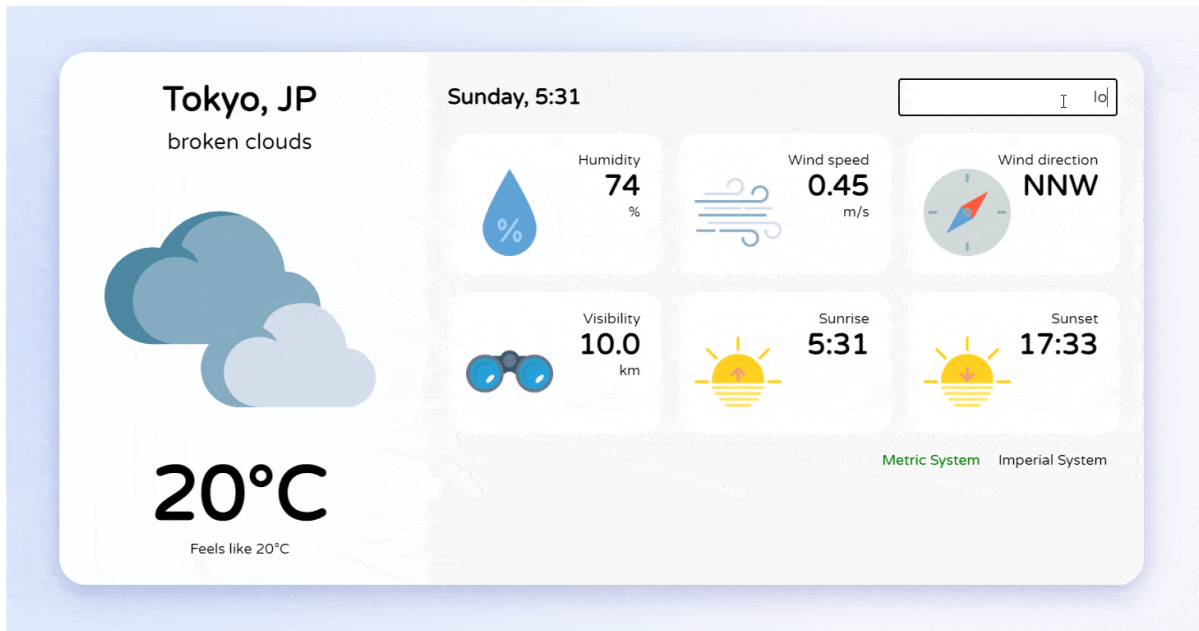 Tokyo, JP
broken clouds
20°C
Feels like 20°C
Sunday, 5:31
lo
Humidity
74
%
%
Wind speed
0.45
m/s
Wind direction
NNW
Visibility
10.0
km
Sunrise
5:31
Sunset
17:33
Metric System
Imperial System